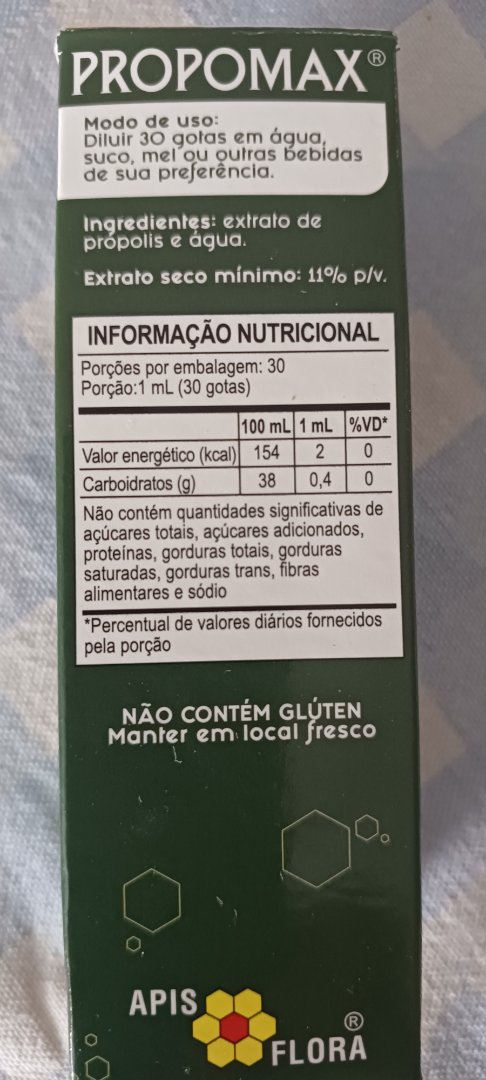 PROPOMAX®
Modo de uso:
Diluir 30 gotas em água,
suco, mel ou outras bebidas
de sua preferência.
Ingredientes: extrato de
própolis e água.
Extrato seco mínimo: 11% p/v.
INFORMAÇÃO NUTRICIONAL
Porções por embalagem: 30
Porção:1 mL (30 gotas)
100 mL 1 mL %VD*
Valor energético (kcal) 154 2 0
Carboidratos (g) 38 0,4 0
Não contém quantidades significativas de
açúcares totais, açúcares adicionados,
proteínas, gorduras totais, gorduras
saturadas, gorduras trans, fibras
alimentares e sódio
*Percentual de valores diários fornecidos
pela porção
NÃO CONTÉM GLÚTEN
Manter em local fresco
APIS
FLORA®